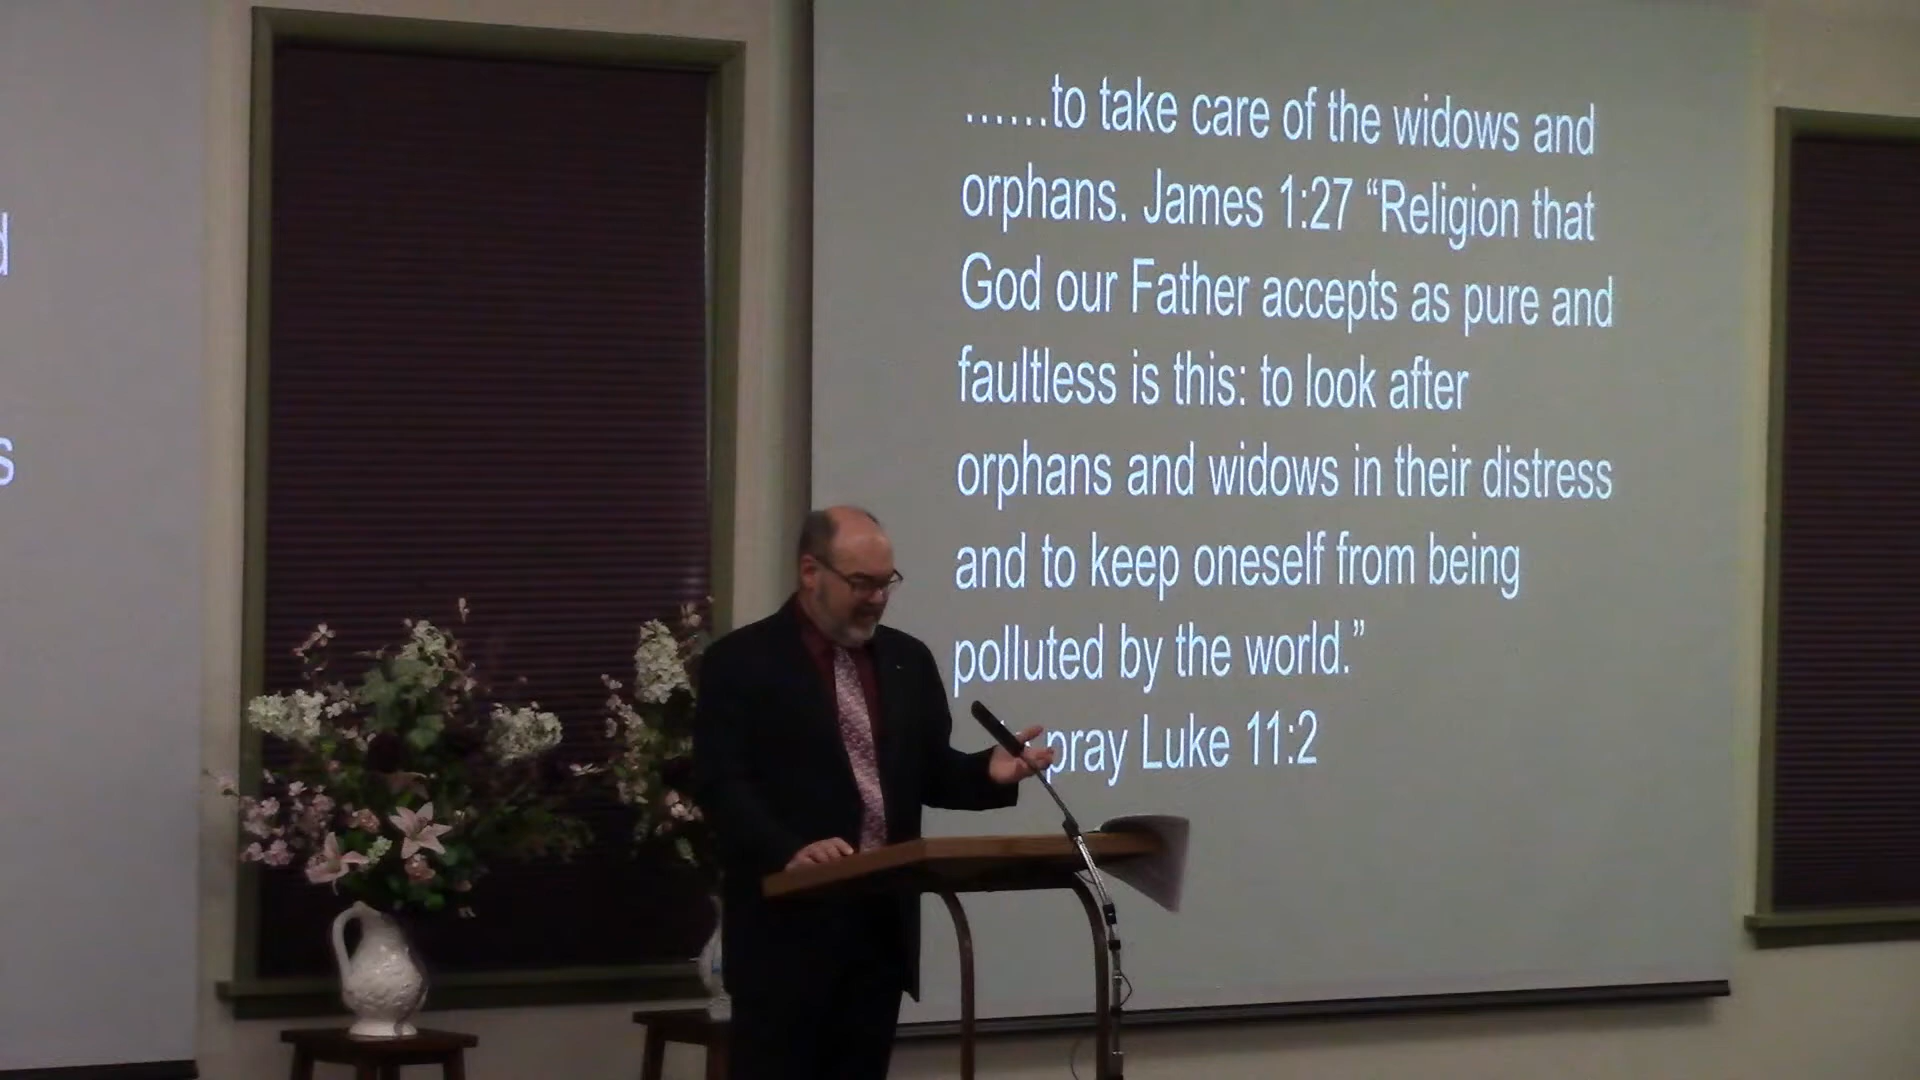 d
s
......to take care of the widows and
orphans. James 1:27 “Religion that
God our Father accepts as pure and
faultless is this: to look after
orphans and widows in their distress
and to keep oneself from being
polluted by the world.”
pray Luke 11:2